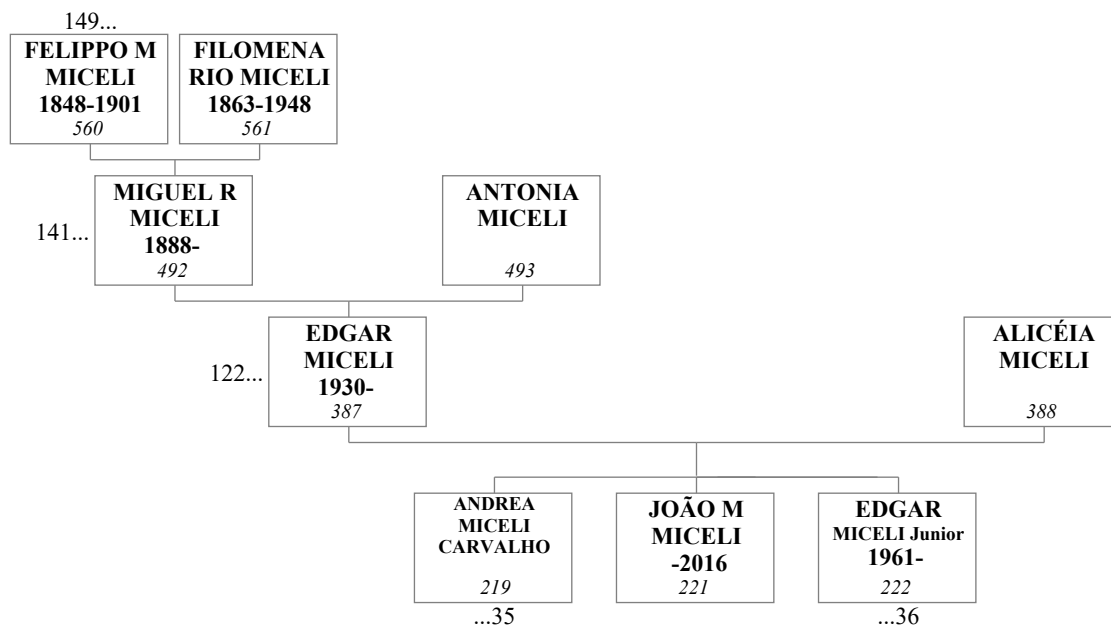 149...
FELIPPO M
MICELI
1848-1901
560
FILOMENA
RIO MICELI
1863-1948
561
141...
MIGUEL R
MICELI
1888-
492
ANTONIA
MICELI
493
122...
EDGAR
MICELI
1930-
387
ALICÉIA
MICELI
388
ANDREA
MICELI
CARVALHO
219
...35
JOÃO M
MICELI
-2016
221
EDGAR
MICELI Junior
1961-
222
...36